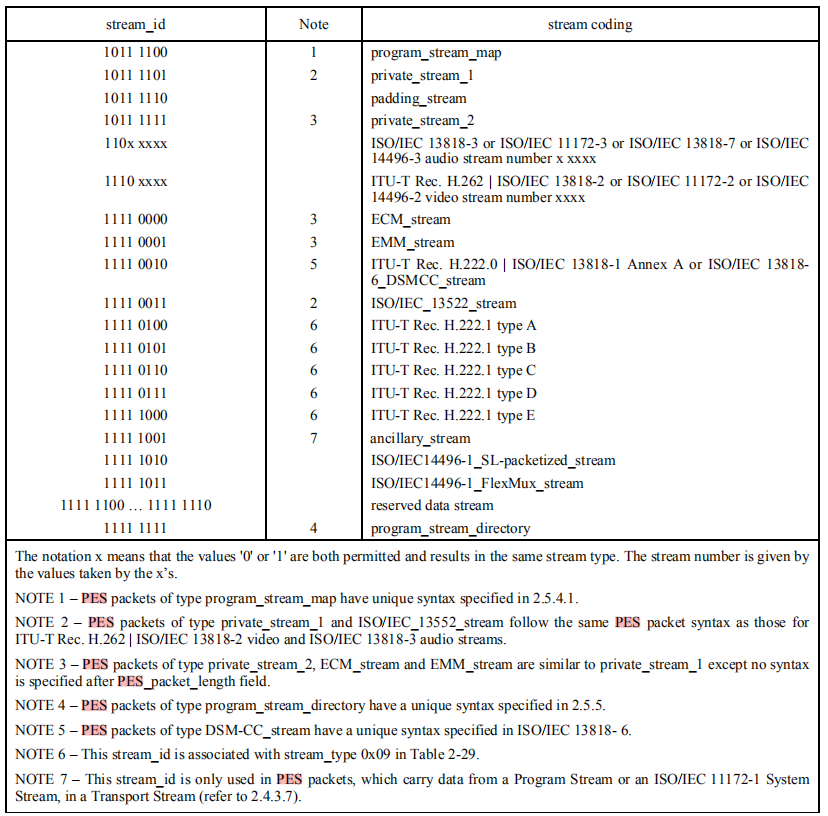 stream_id Note stream coding
1011 1100 1 program_stream_map
1011 1101 2 private_stream_1
1011 1110 padding_stream
1011 1111 3 private_stream_2
110x xxxx ISO/IEC 13818-3 or ISO/IEC 11172-3 or ISO/IEC 13818-7 or ISO/IEC
14496-3 audio stream number x xxxx
1110 xxxx ITU-T Rec. H.262 | ISO/IEC 13818-2 or ISO/IEC 11172-2 or ISO/IEC
14496-2 video stream number xxxx
1111 0000 3 ECM_stream
1111 0001 3 EMM_stream
1111 0010 5 ITU-T Rec. H.222.0 | ISO/IEC 13818-1 Annex A or ISO/IEC 13818-
6_DSMCC_stream
1111 0011 2 ISO/IEC_13522_stream
1111 0100 6 ITU-T Rec. H.222.1 type A
1111 0101 6 ITU-T Rec. H.222.1 type B
1111 0110 6 ITU-T Rec. H.222.1 type C
1111 0111 6 ITU-T Rec. H.222.1 type D
1111 1000 6 ITU-T Rec. H.222.1 type E
1111 1001 7 ancillary_stream
1111 1010 ISO/IEC14496-1_SL-packetized_stream
1111 1011 ISO/IEC14496-1_FlexMux_stream
1111 1100 … 1111 1110 reserved data stream
1111 1111 4 program_stream_directory
The notation x means that the values '0' or '1' are both permitted and results in the same stream type. The stream number is given by
the values taken by the x’s.
NOTE 1 – PES packets of type program_stream_map have unique syntax specified in 2.5.4.1.
NOTE 2 – PES packets of type private_stream_1 and ISO/IEC_13552_stream follow the same PES packet syntax as those for
ITU-T Rec. H.262 | ISO/IEC 13818-2 video and ISO/IEC 13818-3 audio streams.
NOTE 3 – PES packets of type private_stream_2, ECM_stream and EMM_stream are similar to private_stream_1 except no syntax
is specified after PES_packet_length field.
NOTE 4 – PES packets of type program_stream_directory have a unique syntax specified in 2.5.5.
NOTE 5 – PES packets of type DSM-CC_stream have a unique syntax specified in ISO/IEC 13818- 6.
NOTE 6 – This stream_id is associated with stream_type 0x09 in Table 2-29.
NOTE 7 – This stream_id is only used in PES packets, which carry data from a Program Stream or an ISO/IEC 11172-1 System
Stream, in a Transport Stream (refer to 2.4.3.7).